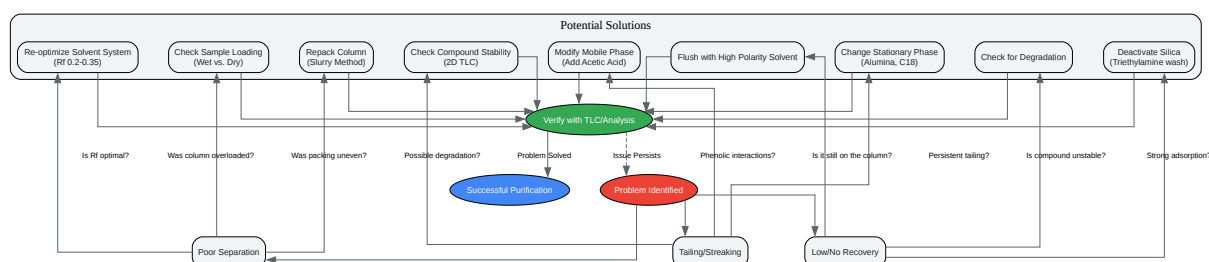 Potential Solutions
Re-optimize Solvent System
(Rf 0.2-0.35)
Check Sample Loading
(Wet vs. Dry)
Repack Column
(Slurry Method)
Check Compound Stability
(2D TLC)
Modify Mobile Phase
(Add Acetic Acid)
Flush with High Polarity Solvent
Change Stationary Phase
(Alumina, C18)
Check for Degradation
Deactivate Silica
(Triethylamine wash)
Verify with TLC/Analysis
Is Rf optimal?
Was column overloaded?
Was packing uneven?
Possible degradation?
Problem Solved
Issue Persists
Phenolic interactions?
Is it still on the column?
Persistent tailing?
Is compound unstable?
Strong adsorption?
Successful Purification
Problem Identified
Poor Separation
Tailing/Streaking
Low/No Recovery